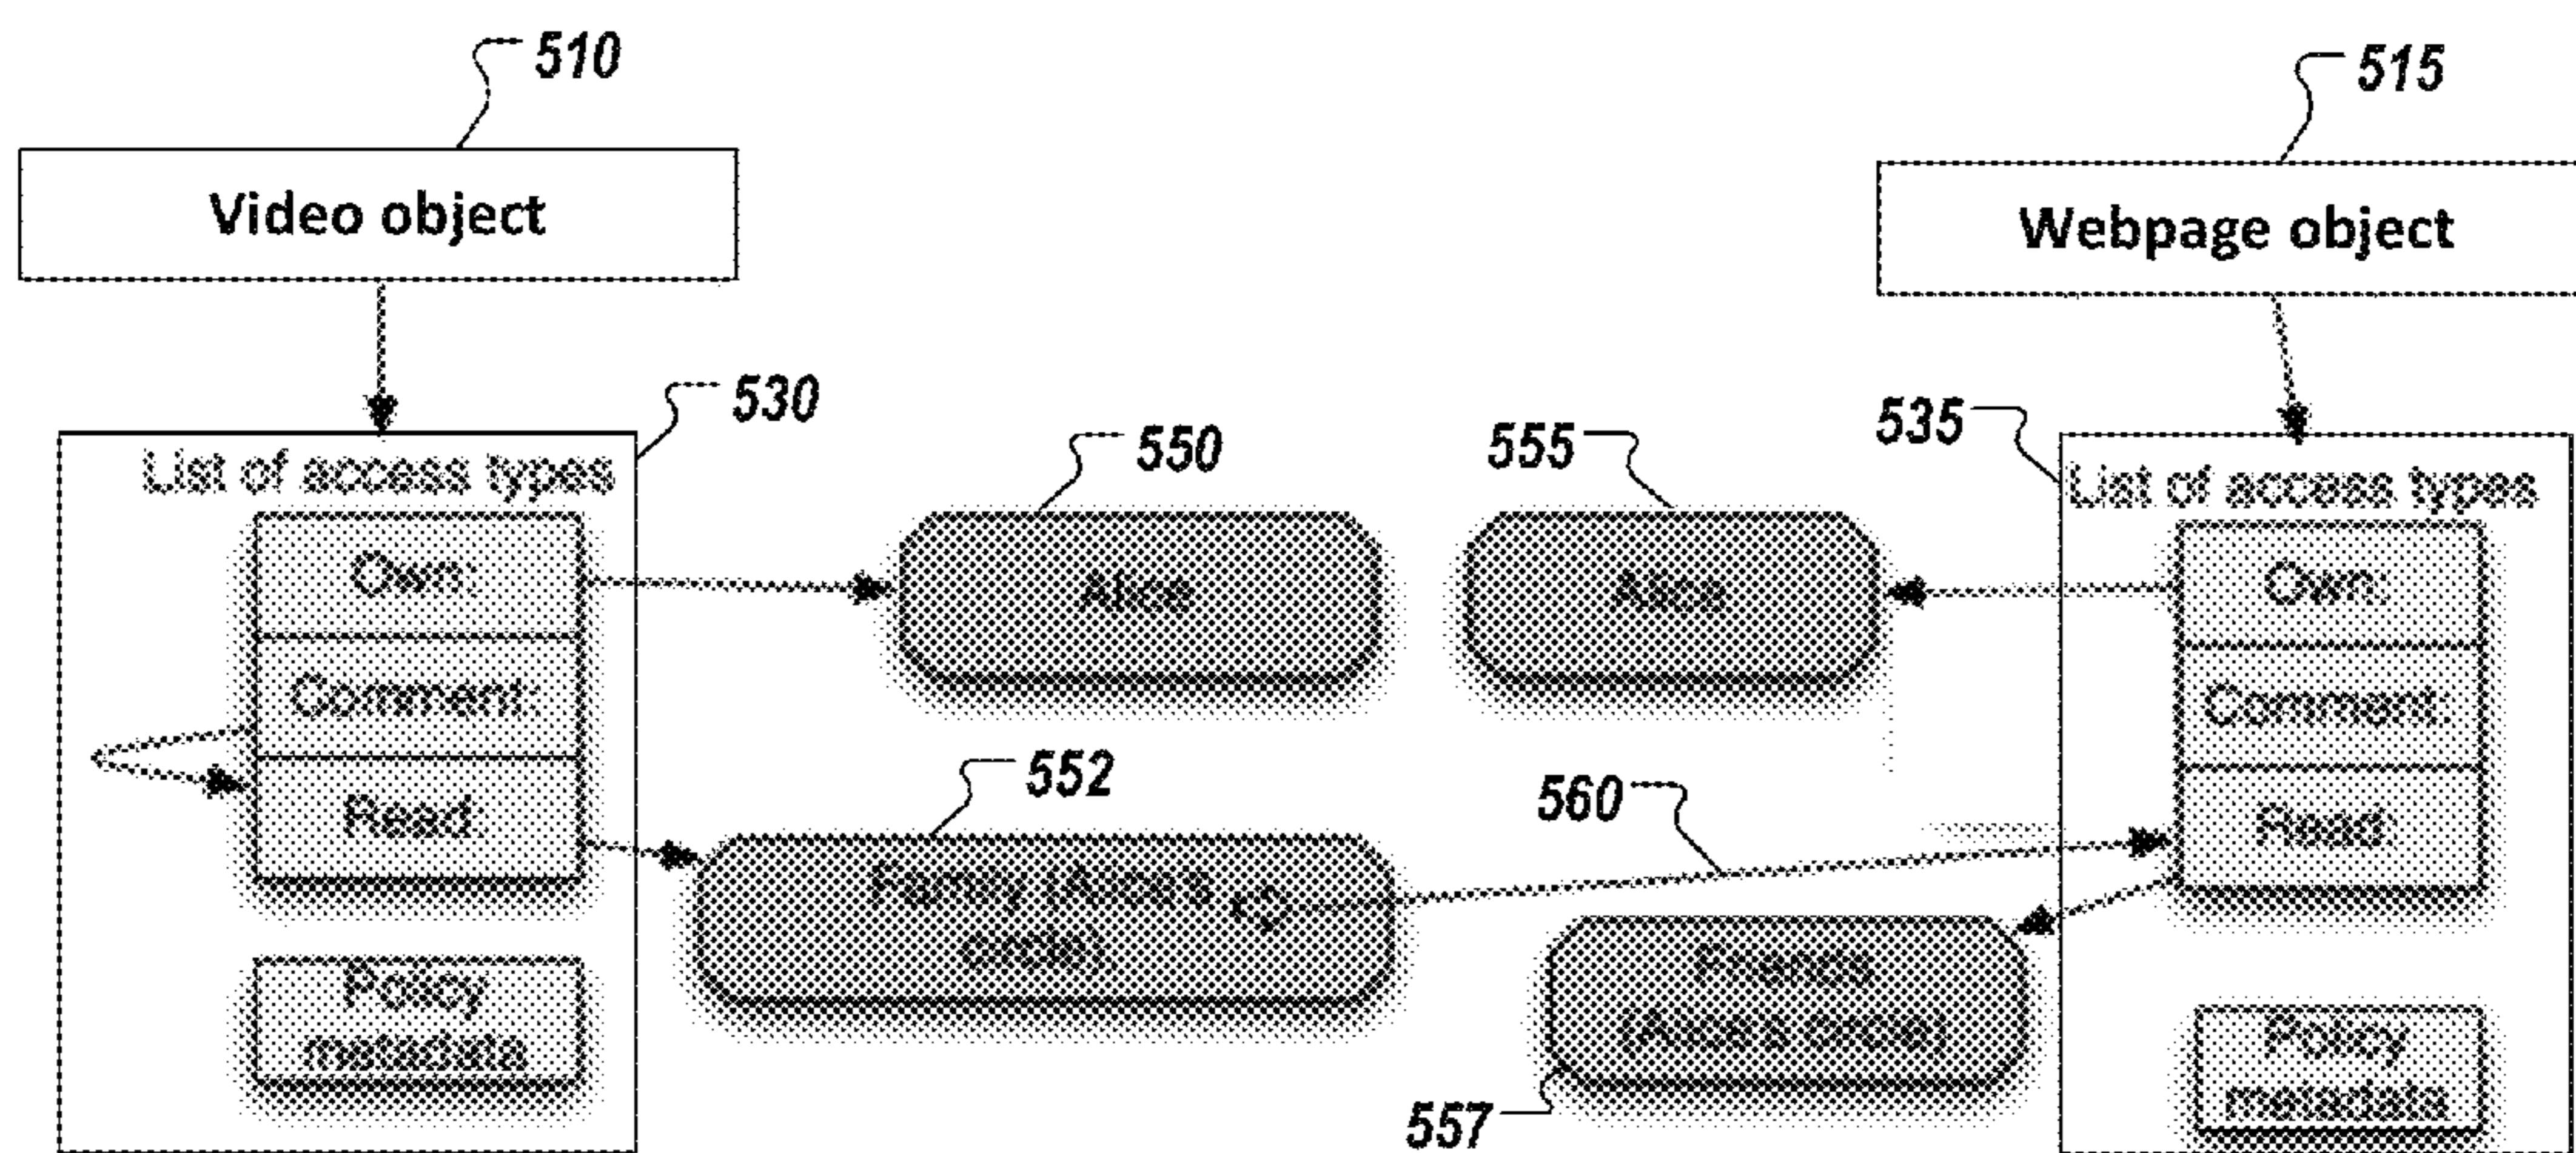 510
515
Video object
Webpage object
530
535
550
555
List of access types
List of access types
Own:
Alice
Alice
Own:
Comment:
Comment:
552
560
Read:
Read:
Family (Alice's
circle)
Friends
(Alice's circle)
Policy
metadata
Policy
metadata
557